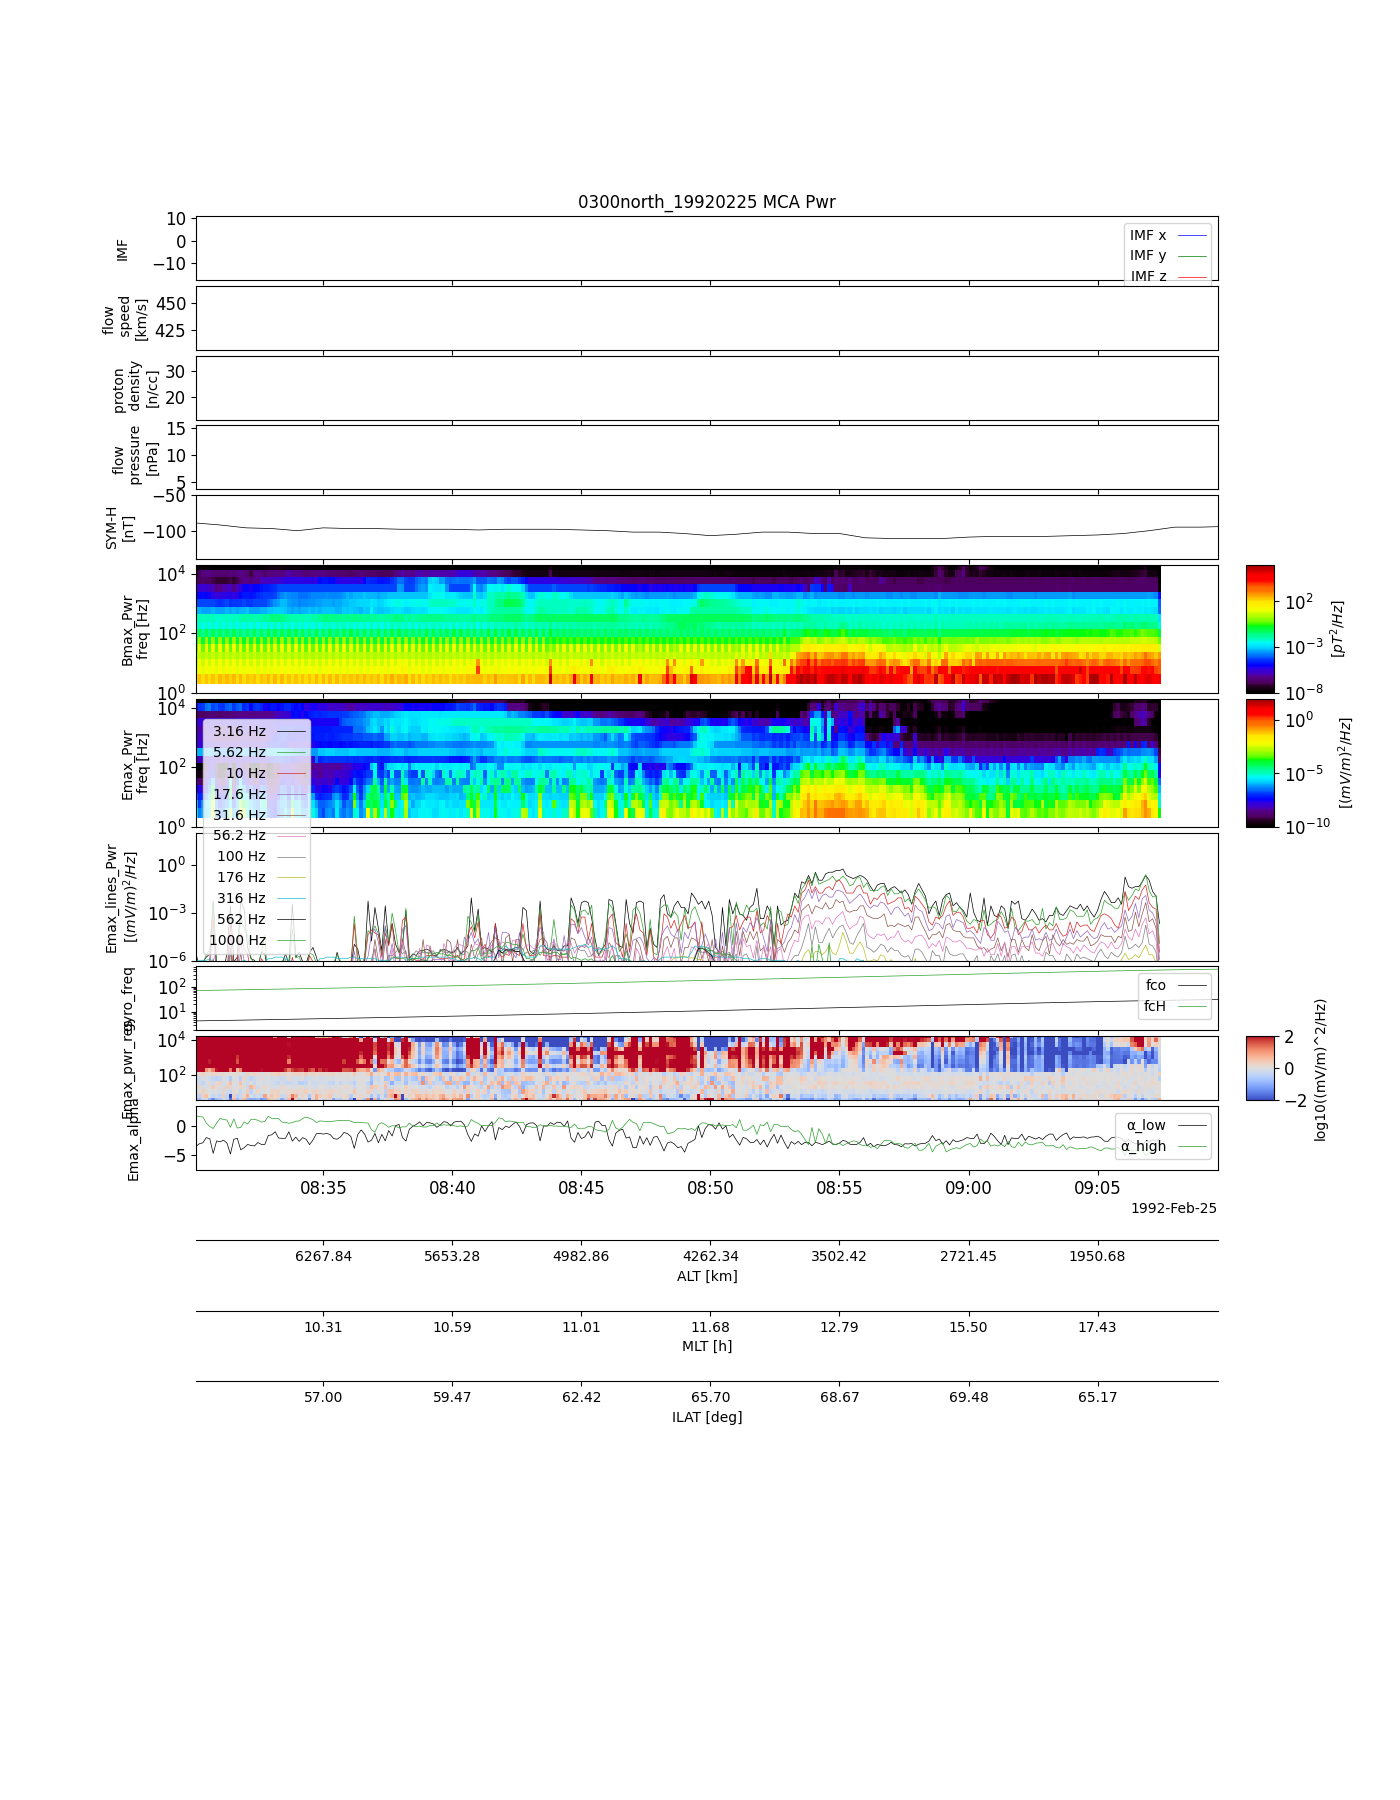 0300north_19920225 MCA Pwr
IMF
10
0
−10
IMF x
IMF y
IMF z
flow
speed
[km/s]
450
425
proton
density
[n/cc]
30
20
flow
pressure
[nPa]
15
10
5
SYM-H
[nT]
−50
−100
Bmax_Pwr
freq [Hz]
10^4
10^2
10^0
10^2
10^−3
10^−8
[pT^2/Hz]
Emax_Pwr
freq [Hz]
10^4
10^2
10^0
10^0
10^−5
10^−10
[(mV/m)^2/Hz]
3.16 Hz
5.62 Hz
10 Hz
17.6 Hz
31.6 Hz
56.2 Hz
100 Hz
176 Hz
316 Hz
562 Hz
1000 Hz
Emax_lines_Pwr
[(mV/m)^2/Hz]
10^0
10^−3
10^−6
gyro_freq
10^2
10^1
fco
fcH
Emax_pwr_req
10^4
10^2
2
0
−2
log10((mV/m)^2/Hz)
Emax_alpha
0
−5
α_low
α_high
08:35 08:40 08:45 08:50 08:55 09:00 09:05
1992-Feb-25
6267.84 5653.28 4982.86 4262.34 3502.42 2721.45 1950.68
ALT [km]
10.31 10.59 11.01 11.68 12.79 15.50 17.43
MLT [h]
57.00 59.47 62.42 65.70 68.67 69.48 65.17
ILAT [deg]